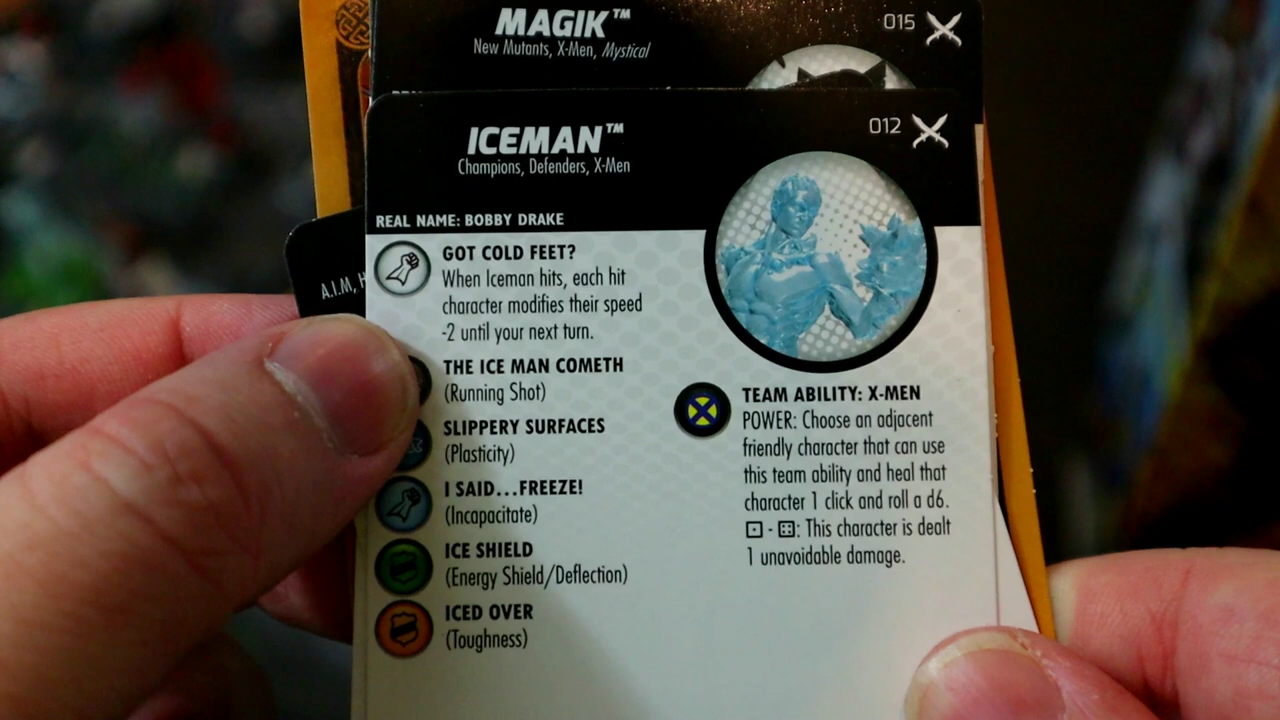 MAGIK™
New Mutants, X-Men, Mystical
015
ICEMAN™
Champions, Defenders, X-Men
012
REAL NAME: BOBBY DRAKE
A.I.M,
GOT COLD FEET?
When Iceman hits, each hit
character modifies their speed
-2 until your next turn.
THE ICE MAN COMETH
(Running Shot)
SLIPPERY SURFACES
(Plasticity)
I SAID...FREEZE!
(Incapacitate)
ICE SHIELD
(Energy Shield/Deflection)
ICED OVER
(Toughness)
TEAM ABILITY: X-MEN
POWER: Choose an adjacent
friendly character that can use
this team ability and heal that
character 1 click and roll a d6.
⚀ - ⚃: This character is dealt
1 unavoidable damage.